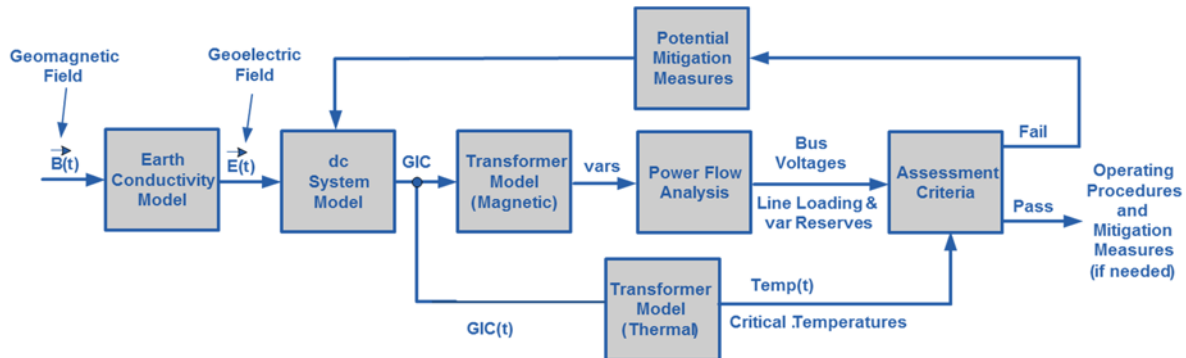 Geomagnetic
Field
Geoelectric
Field
B(t)
Earth
Conductivity
Model
E(t)
dc
System
Model
GIC
Transformer
Model
(Magnetic)
vars
Power Flow
Analysis
Bus
Voltages
Line Loading &
var Reserves
Assessment
Criteria
Fail
Potential
Mitigation
Measures
Pass
Operating
Procedures
and
Mitigation
Measures
(if needed)
GIC(t)
Transformer
Model
(Thermal)
Temp(t)
Critical .Temperatures